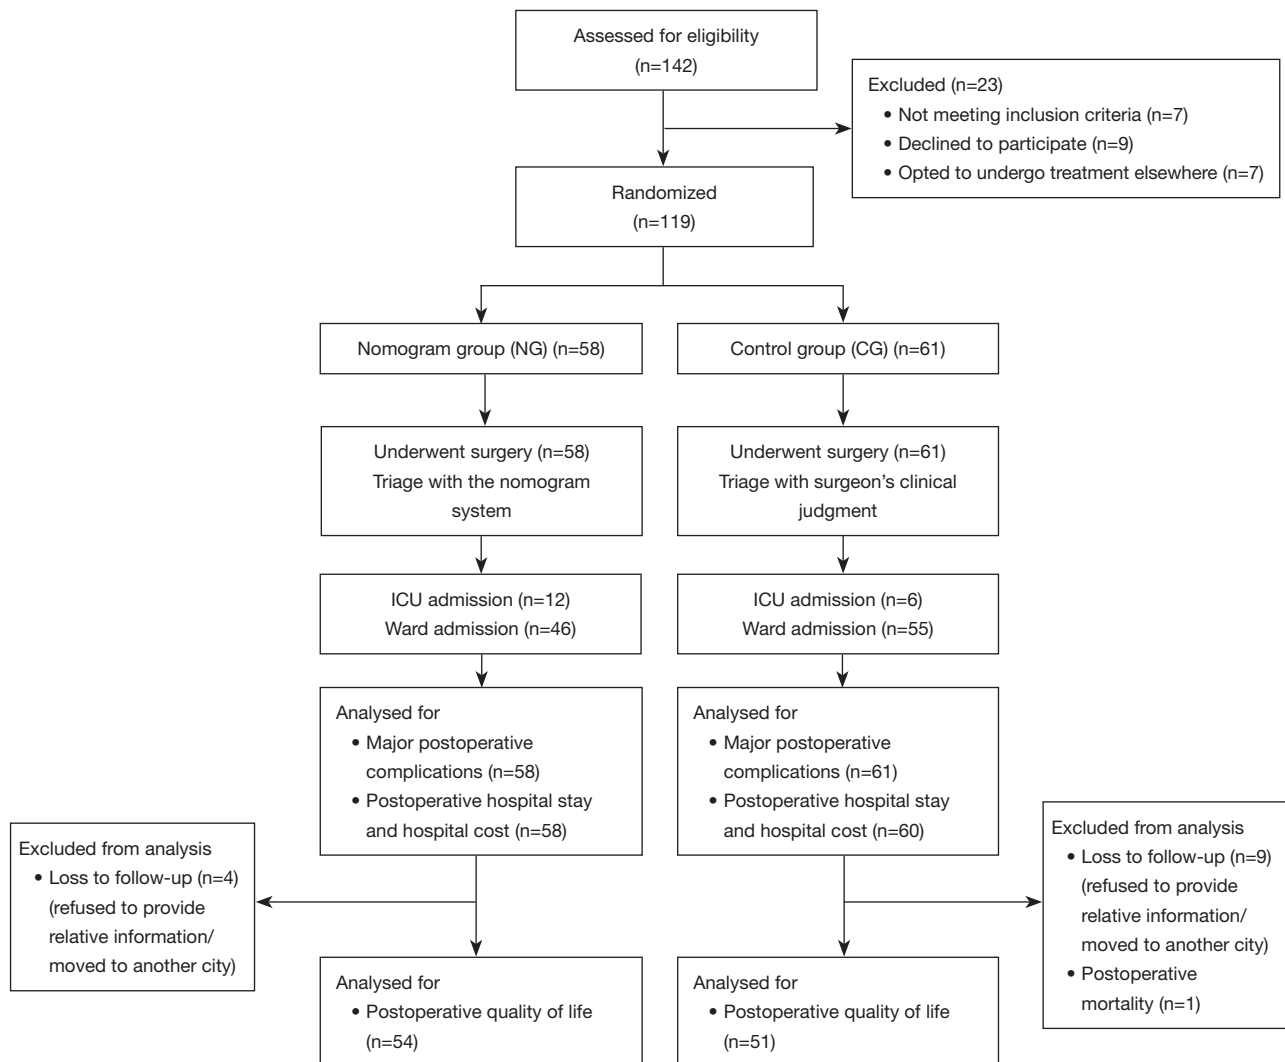 Assessed for eligibility
(n=142)
Excluded (n=23)
• Not meeting inclusion criteria (n=7)
• Declined to participate (n=9)
• Opted to undergo treatment elsewhere (n=7)
Randomized
(n=119)
Nomogram group (NG) (n=58)
Control group (CG) (n=61)
Underwent surgery (n=58)
Triage with the nomogram
system
Underwent surgery (n=61)
Triage with surgeon’s clinical
judgment
ICU admission (n=12)
Ward admission (n=46)
ICU admission (n=6)
Ward admission (n=55)
Analysed for
• Major postoperative
complications (n=58)
• Postoperative hospital stay
and hospital cost (n=58)
Analysed for
• Major postoperative
complications (n=61)
• Postoperative hospital stay
and hospital cost (n=60)
Excluded from analysis
• Loss to follow-up (n=4)
(refused to provide
relative information/
moved to another city)
Excluded from analysis
• Loss to follow-up (n=9)
(refused to provide
relative information/
moved to another city)
• Postoperative
mortality (n=1)
Analysed for
• Postoperative quality of life
(n=54)
Analysed for
• Postoperative quality of life
(n=51)